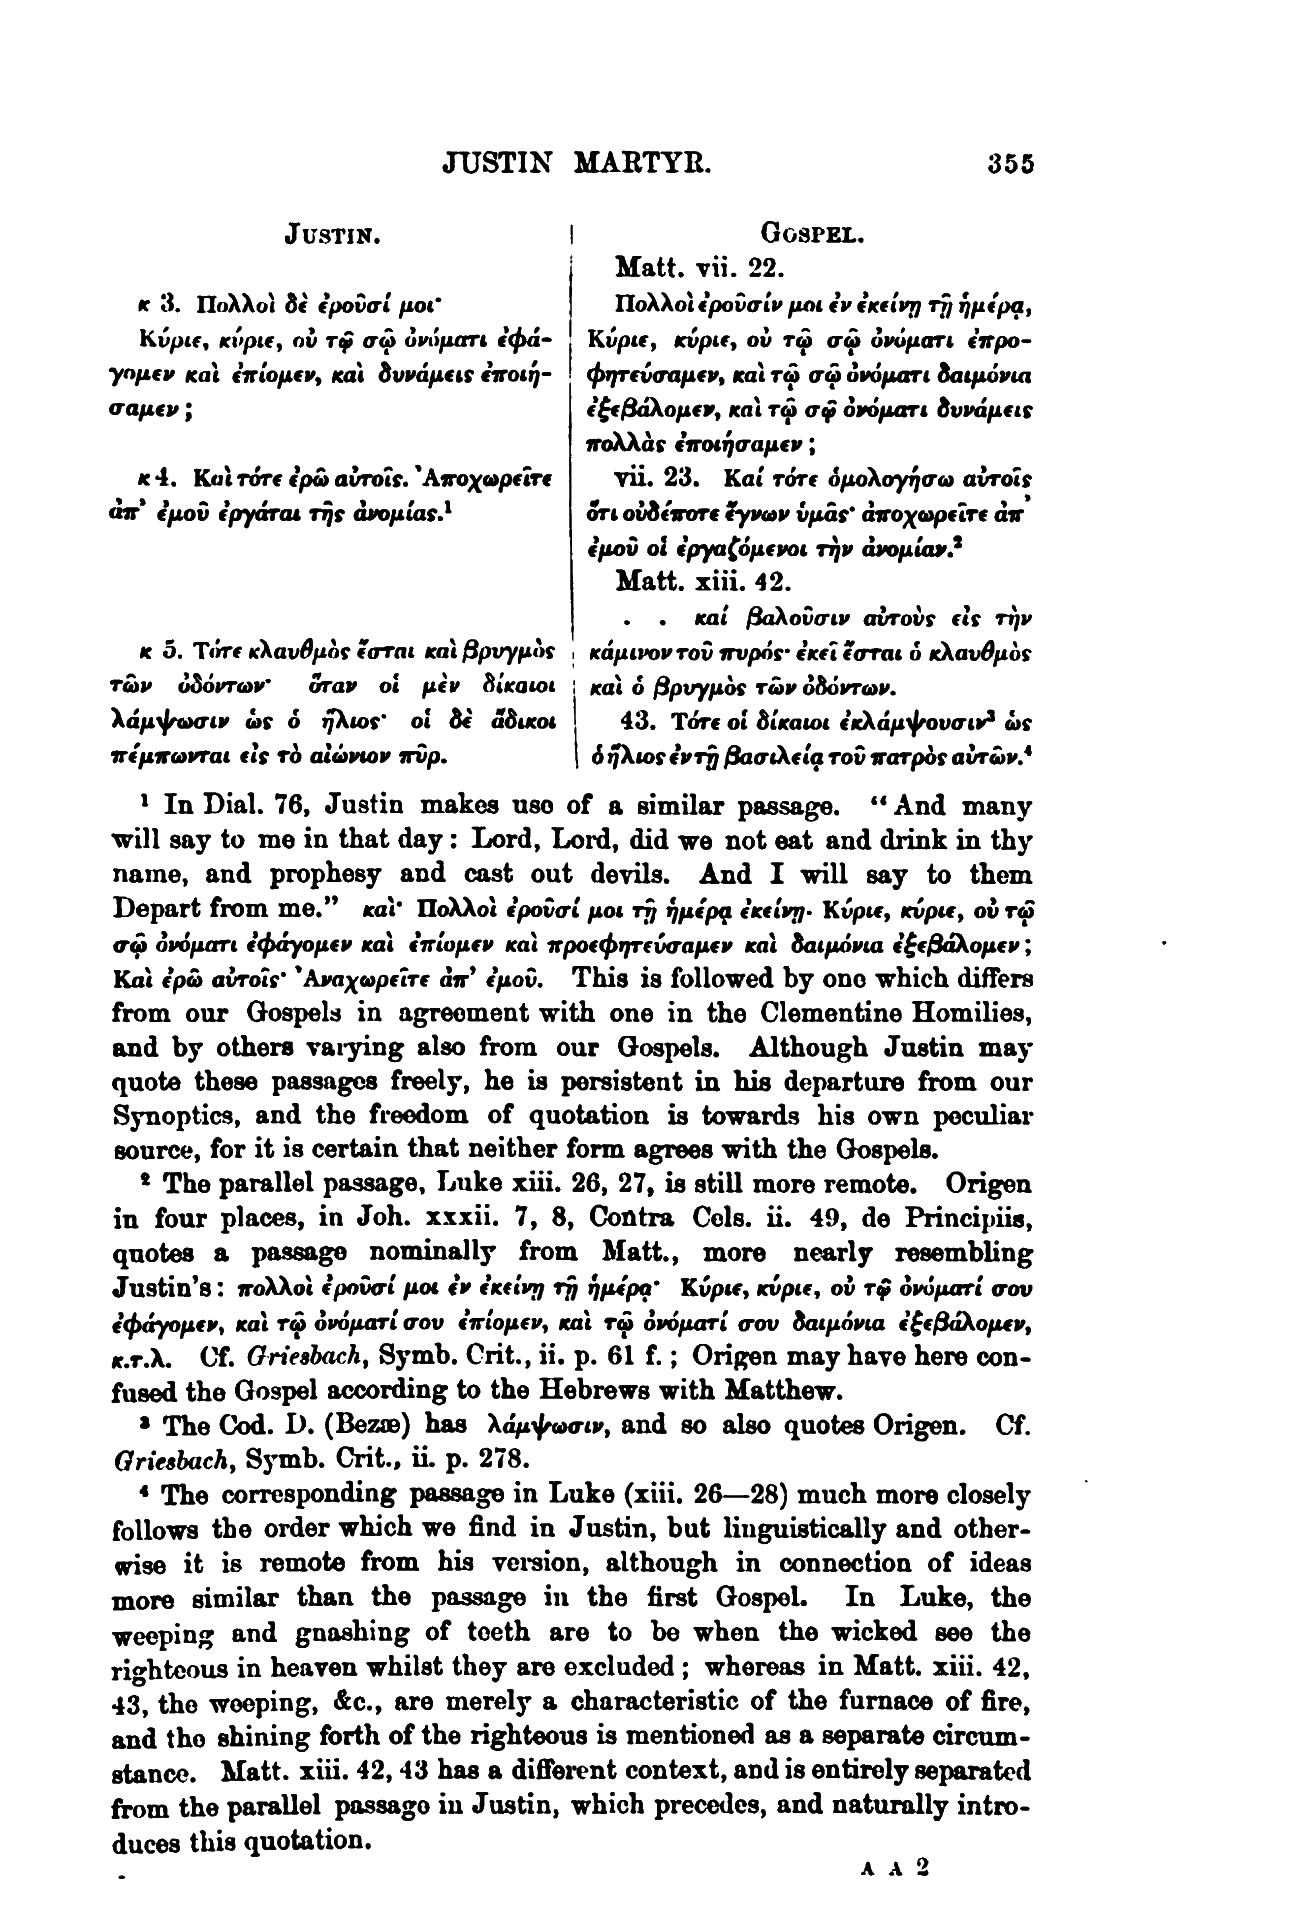 JUSTIN MARTYR. 355
JUSTIN.
κ 3. Πολλοὶ δὲ ἐροῦσί μοι·
Κύριε, κύριε, οὐ τῷ σῷ ὀνόματι ἐφά-
γομεν καὶ ἐπίομεν, καὶ δυνάμεις ἐποιή-
σαμεν;
κ 4. Καὶ τότε ἐρῶ αὐτοῖς. Ἀποχωρεῖτε
ἀπ' ἐμοῦ ἐργάται τῆς ἀνομίας.¹
κ 5. Τότε κλαυθμὸς ἔσται καὶ βρυγμὸς
τῶν ὀδόντων· ὅταν οἱ μὲν δίκαιοι
λάμψωσιν ὡς ὁ ἥλιος· οἱ δὲ ἄδικοι
πέμπωνται εἰς τὸ αἰώνιον πῦρ.
GOSPEL.
Matt. vii. 22.
Πολλοὶ ἐροῦσίν μοι ἐν ἐκείνῃ τῇ ἡμέρᾳ,
Κύριε, κύριε, οὐ τῷ σῷ ὀνόματι ἐπρο-
φητεύσαμεν, καὶ τῷ σῷ ὀνόματι δαιμόνια
ἐξεβάλομεν, καὶ τῷ σῷ ὀνόματι δυνάμεις
πολλὰς ἐποιήσαμεν;
vii. 23. Καί τότε ὁμολογήσω αὐτοῖς
ὅτι οὐδέποτε ἔγνων ὑμᾶς· ἀποχωρεῖτε ἀπ'
ἐμοῦ οἱ ἐργαζόμενοι τὴν ἀνομίαν.²
Matt. xiii. 42.
. . καί βαλοῦσιν αὐτοὺς εἰς τὴν
κάμινον τοῦ πυρός· ἐκεῖ ἔσται ὁ κλαυθμὸς
καὶ ὁ βρυγμὸς τῶν ὀδόντων.
43. Τότε οἱ δίκαιοι ἐκλάμψουσιν³ ὡς
ὁ ἥλιος ἐν τῇ βασιλείᾳ τοῦ πατρὸς αὐτῶν.⁴
¹ In Dial. 76, Justin makes use of a similar passage. "And many
will say to me in that day: Lord, Lord, did we not eat and drink in thy
name, and prophesy and cast out devils. And I will say to them
Depart from me." καὶ· Πολλοὶ ἐροῦσί μοι τῇ ἡμέρᾳ ἐκείνῃ· Κύριε, κύριε, οὐ τῷ
σῷ ὀνόματι ἐφάγομεν καὶ ἐπίομεν καὶ προεφητεύσαμεν καὶ δαιμόνια ἐξεβάλομεν;
Καὶ ἐρῶ αὐτοῖς· Ἀναχωρεῖτε ἀπ' ἐμοῦ. This is followed by one which differs
from our Gospels in agreement with one in the Clementine Homilies,
and by others varying also from our Gospels. Although Justin may
quote these passages freely, he is persistent in his departure from our
Synoptics, and the freedom of quotation is towards his own peculiar
source, for it is certain that neither form agrees with the Gospels.
² The parallel passage, Luke xiii. 26, 27, is still more remote. Origen
in four places, in Joh. xxxii. 7, 8, Contra Cels. ii. 49, de Principiis,
quotes a passage nominally from Matt., more nearly resembling
Justin's: πολλοὶ ἐροῦσί μοι ἐν ἐκείνῃ τῇ ἡμέρᾳ· Κύριε, κύριε, οὐ τῷ ὀνόματί σου
ἐφάγομεν, καὶ τῷ ὀνόματί σου ἐπίομεν, καὶ τῷ ὀνόματί σου δαιμόνια ἐξεβάλομεν,
κ.τ.λ. Cf. Griesbach, Symb. Crit., ii. p. 61 f.; Origen may have here con-
fused the Gospel according to the Hebrews with Matthew.
³ The Cod. D. (Bezæ) has λάμψωσιν, and so also quotes Origen. Cf.
Griesbach, Symb. Crit., ii. p. 278.
⁴ The corresponding passage in Luke (xiii. 26—28) much more closely
follows the order which we find in Justin, but linguistically and other-
wise it is remote from his version, although in connection of ideas
more similar than the passage in the first Gospel. In Luke, the
weeping and gnashing of teeth are to be when the wicked see the
righteous in heaven whilst they are excluded; whereas in Matt. xiii. 42,
43, the weeping, &c., are merely a characteristic of the furnace of fire,
and the shining forth of the righteous is mentioned as a separate circum-
stance. Matt. xiii. 42, 43 has a different context, and is entirely separated
from the parallel passage in Justin, which precedes, and naturally intro-
duces this quotation.
A A 2